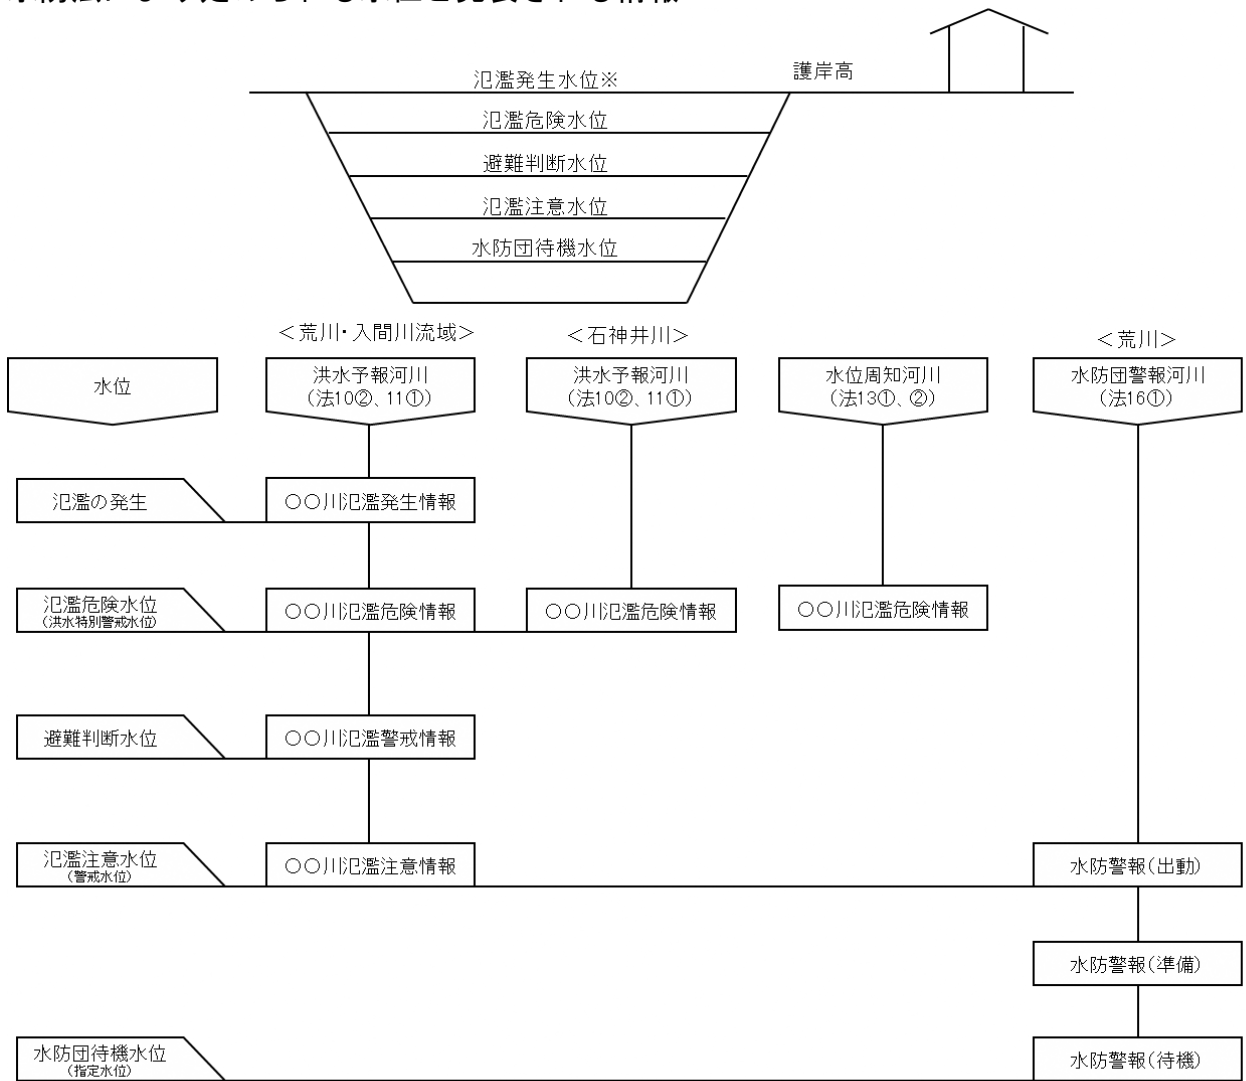 氾濫発生水位※
護岸高
氾濫危険水位
避難判断水位
氾濫注意水位
水防団待機水位
＜荒川・入間川流域＞
＜石神井川＞
＜荒川＞
水位
洪水予報河川
（法10②、11①）
洪水予報河川
（法10②、11①）
水位周知河川
（法13①、②）
水防団警報河川
（法16①）
氾濫の発生
○○川氾濫発生情報
氾濫危険水位
（洪水特別警戒水位）
○○川氾濫危険情報
○○川氾濫危険情報
○○川氾濫危険情報
避難判断水位
○○川氾濫警戒情報
氾濫注意水位
（警戒水位）
○○川氾濫注意情報
水防警報（出動）
水防警報（準備）
水防団待機水位
（指定水位）
水防警報（待機）